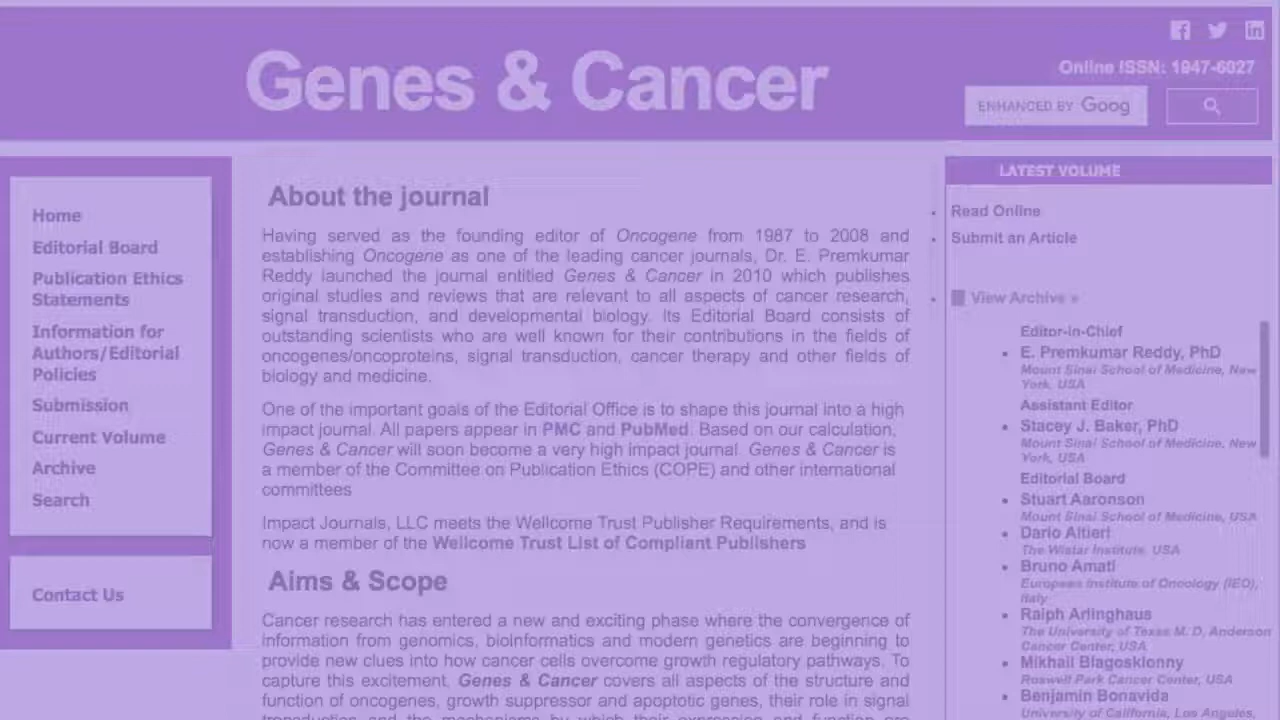 Genes & Cancer
Online ISSN: 1947-6027
ENHANCED BY Goog
Home
Editorial Board
Publication Ethics
Statements
Information for
Authors/Editorial
Policies
Submission
Current Volume
Archive
Search
Contact Us
About the journal
Having served as the founding editor of Oncogene from 1987 to 2008 and
establishing Oncogene as one of the leading cancer journals, Dr. E. Premkumar
Reddy launched the journal entitled Genes & Cancer in 2010 which publishes
original studies and reviews that are relevant to all aspects of cancer research,
signal transduction, and developmental biology. Its Editorial Board consists of
outstanding scientists who are well known for their contributions in the fields of
oncogenes/oncoproteins, signal transduction, cancer therapy and other fields of
biology and medicine.
One of the important goals of the Editorial Office is to shape this journal into a high
impact journal. All papers appear in PMC and PubMed. Based on our calculation,
Genes & Cancer will soon become a very high impact journal. Genes & Cancer is
a member of the Committee on Publication Ethics (COPE) and other international
committees
Impact Journals, LLC meets the Wellcome Trust Publisher Requirements, and is
now a member of the Wellcome Trust List of Compliant Publishers
Aims & Scope
Cancer research has entered a new and exciting phase where the convergence of
information from genomics, bioinformatics and modern genetics are beginning to
provide new clues into how cancer cells overcome growth regulatory pathways. To
capture this excitement, Genes & Cancer covers all aspects of the structure and
function of oncogenes, growth suppressor and apoptotic genes, their role in signal
transduction and the mechanisms by which their expression and function are
LATEST VOLUME
Read Online
Submit an Article
View Archive »
Editor-in-Chief
E. Premkumar Reddy, PhD
Mount Sinai School of Medicine, New
York, USA
Assistant Editor
Stacey J. Baker, PhD
Mount Sinai School of Medicine, New
York, USA
Editorial Board
Stuart Aaronson
Mount Sinai School of Medicine, USA
Dario Altieri
The Wistar Institute, USA
Bruno Amati
European Institute of Oncology (IEO),
Italy
Ralph Arlinghaus
The University of Texas M. D. Anderson
Cancer Center, USA
Mikhail Blagosklonny
Roswell Park Cancer Center, USA
Benjamin Bonavida
University of California, Los Angeles,